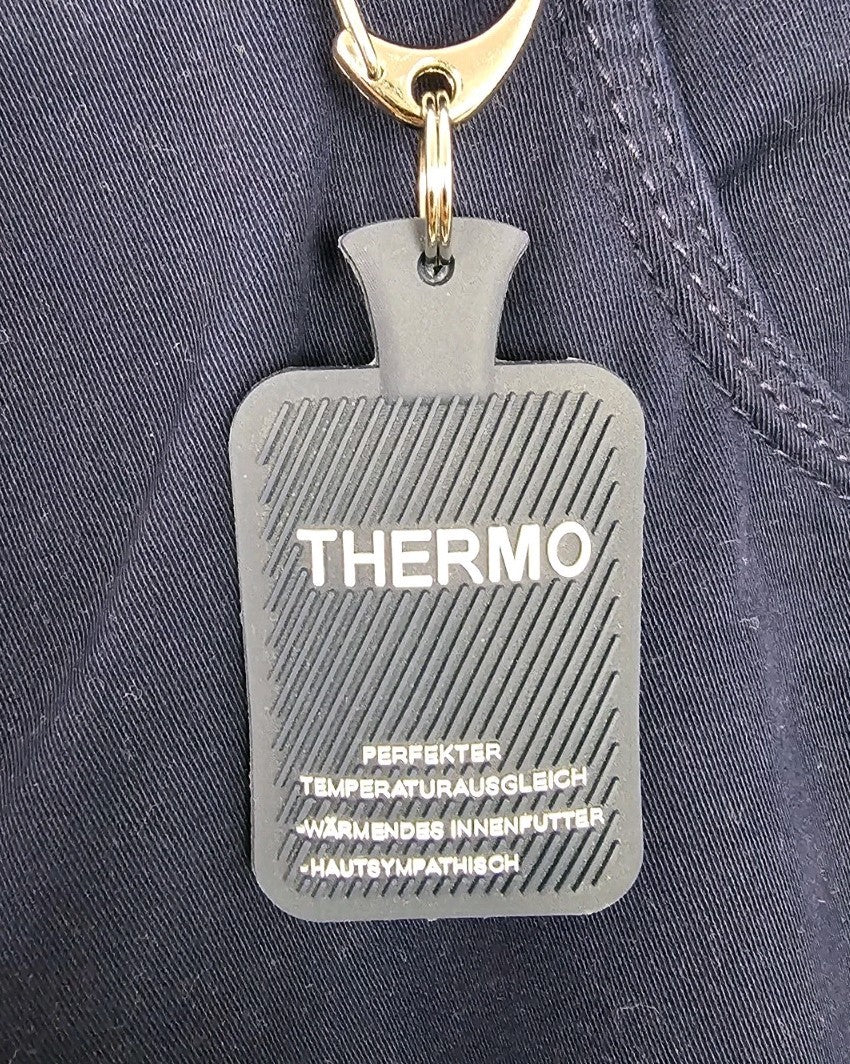 THERMO
PERFEKTER
TEMPERATURAUSGLEICH
-WÄRMENDES INNENFUTTER
-HAUTSYMPATHISCH